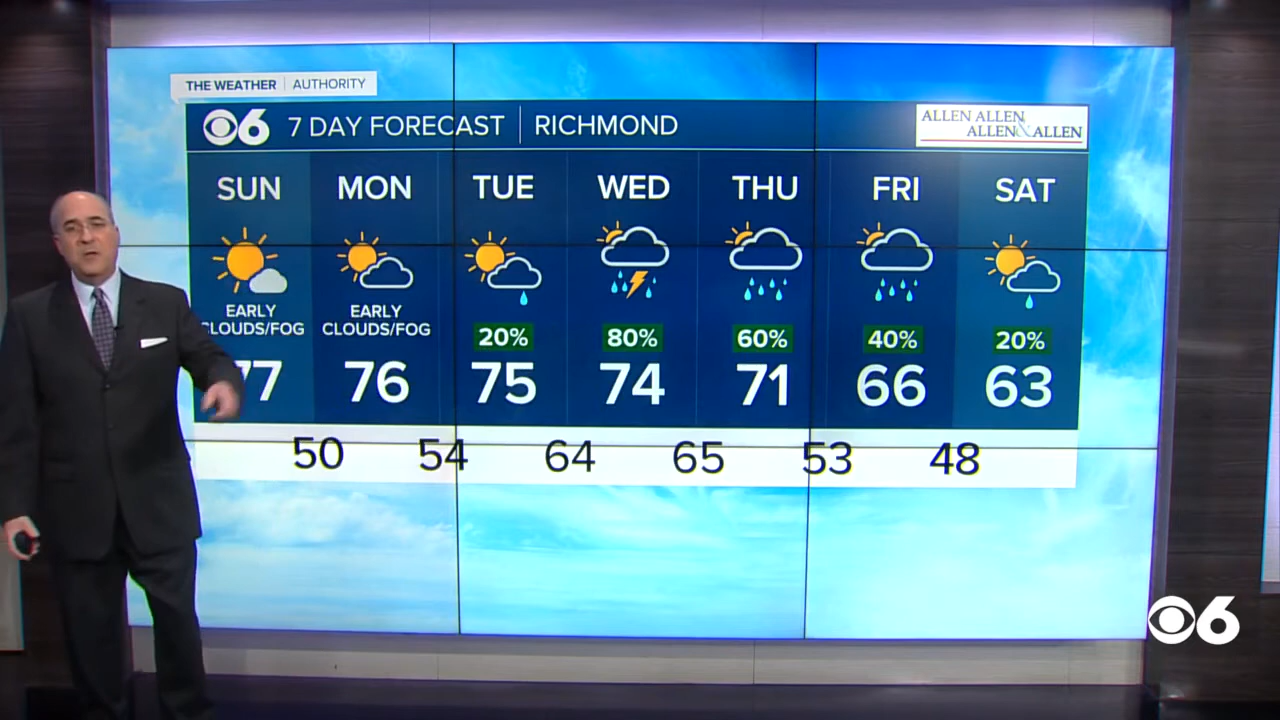 THE WEATHER | AUTHORITY
6 7 DAY FORECAST | RICHMOND
ALLEN ALLEN
ALLEN & ALLEN
SUN MON TUE WED THU FRI SAT
EARLY CLOUDS/FOG
EARLY CLOUDS/FOG
20% 80% 60% 40% 20%
77 76 75 74 71 66 63
50 54 64 65 53 48
6